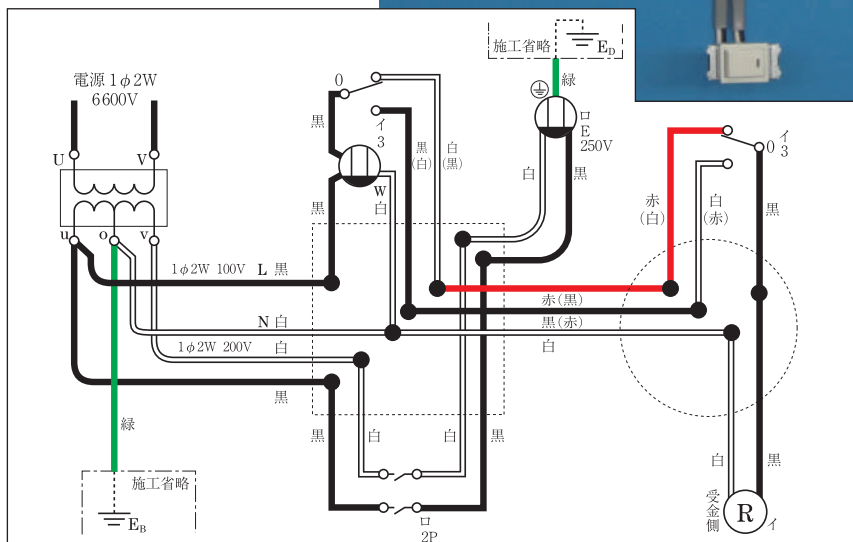 電源 1φ2W
6600V
U
V
u
o
v
1φ2W 100V
L 黒
N 白
1φ2W 200V
白
黒
緑
施工省略
E_B
0
黒
イ
3
黒
(白)
白
(黒)
W
白
黒
施工省略
E_D
緑
ロ
E
250V
白
黒
赤(黒)
黒(赤)
白
黒
白
白
黒
ロ
2P
イ
3
0
赤
(白)
白
(赤)
黒
白
黒
受金側
R
イ